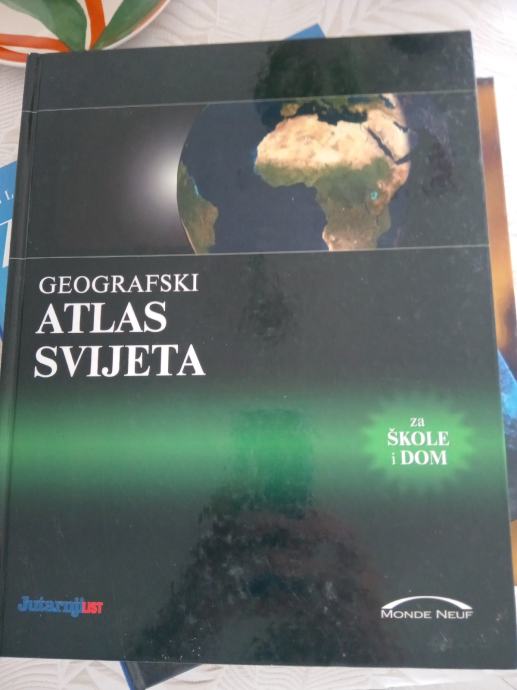 GEOGRAFSKI
ATLAS
SVIJETA
za
ŠKOLE
i DOM
Jutarnji LIST
MONDE NEUF